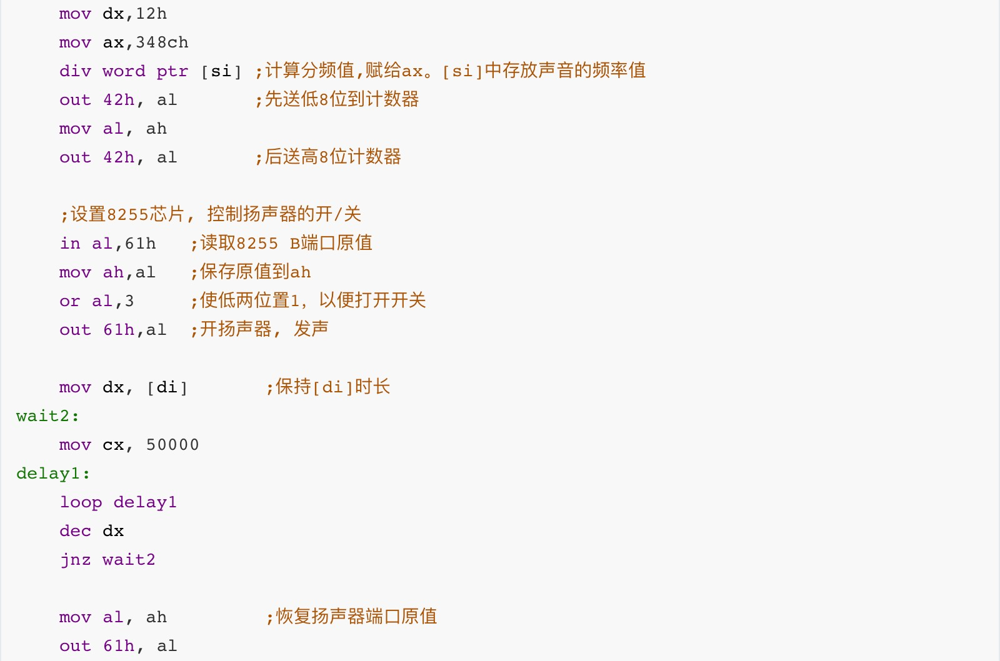 mov dx,12h
mov ax,348ch
div word ptr [si] ;计算分频值,赋给ax。[si]中存放声音的频率值
out 42h, al ;先送低8位到计数器
mov al, ah
out 42h, al ;后送高8位计数器
;设置8255芯片, 控制扬声器的开/关
in al,61h ;读取8255 B端口原值
mov ah,al ;保存原值到ah
or al,3 ;使低两位置1，以便打开开关
out 61h,al ;开扬声器, 发声
mov dx, [di] ;保持[di]时长
wait2:
mov cx, 50000
delay1:
loop delay1
dec dx
jnz wait2
mov al, ah ;恢复扬声器端口原值
out 61h, al